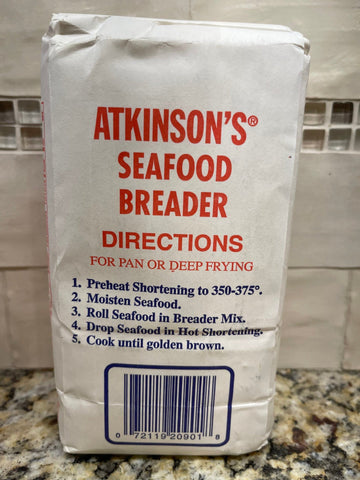 ATKINSON'S®
SEAFOOD
BREADER
DIRECTIONS
FOR PAN OR DEEP FRYING
1. Preheat Shortening to 350-375°.
2. Moisten Seafood.
3. Roll Seafood in Breader Mix.
4. Drop Seafood in Hot Shortening.
5. Cook until golden brown.
0 72119 20901 8